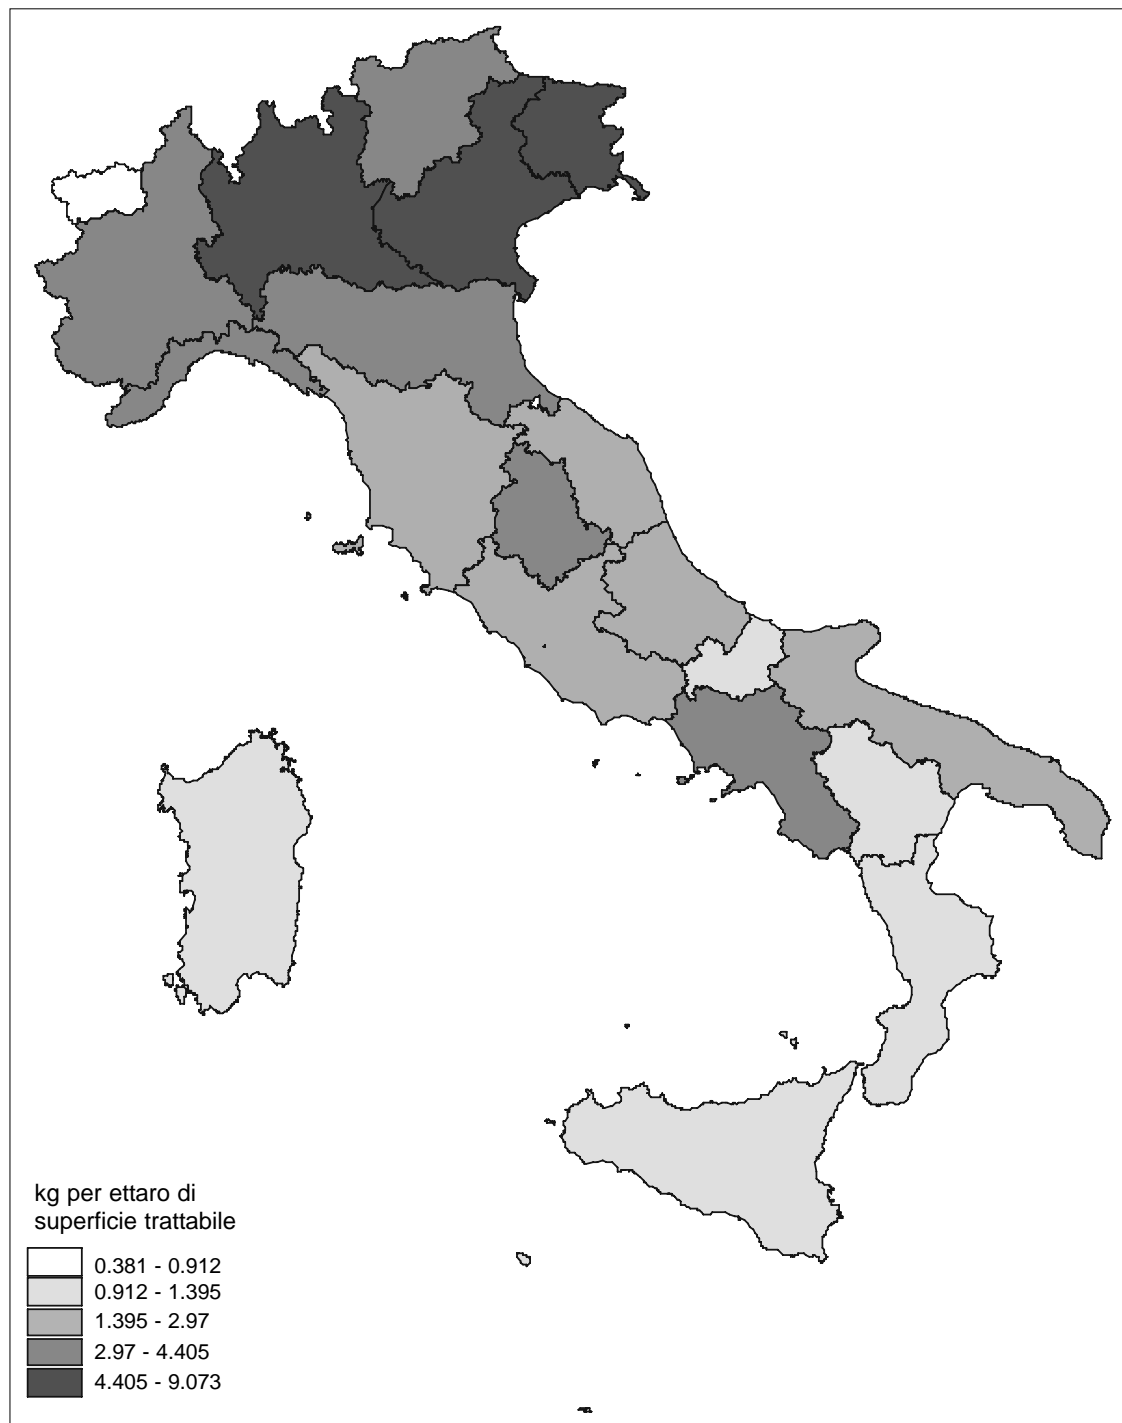 kg per ettaro di
superficie trattabile
0.381 - 0.912
0.912 - 1.395
1.395 - 2.97
2.97 - 4.405
4.405 - 9.073